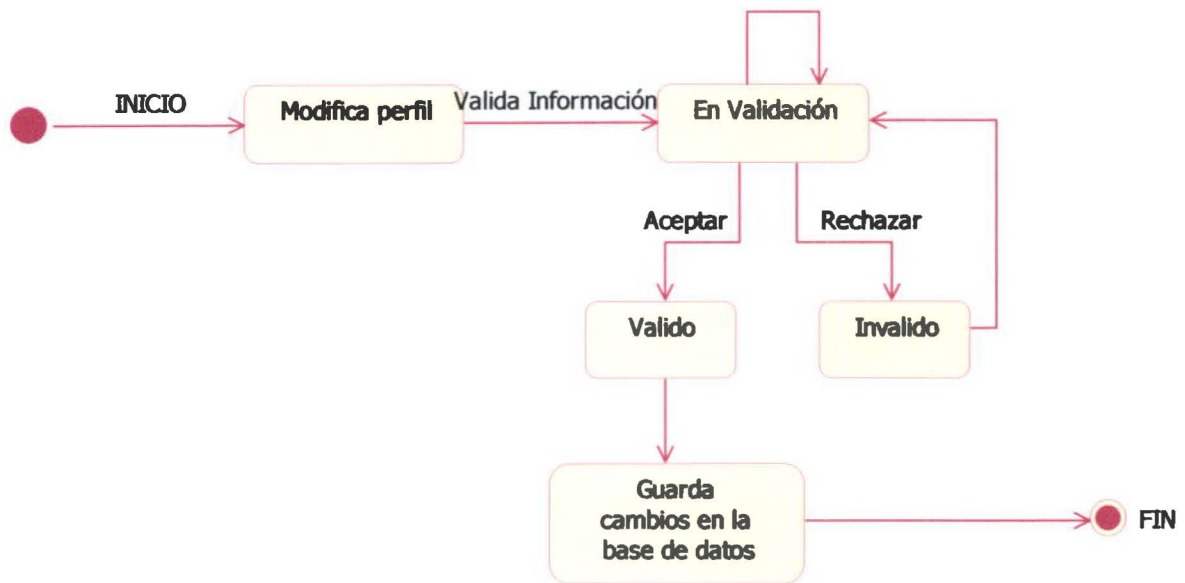 INICIO
Modifica perfil
Valida Información
En Validación
Aceptar
Rechazar
Valido
Invalido
Guarda
cambios en la
base de datos
FIN